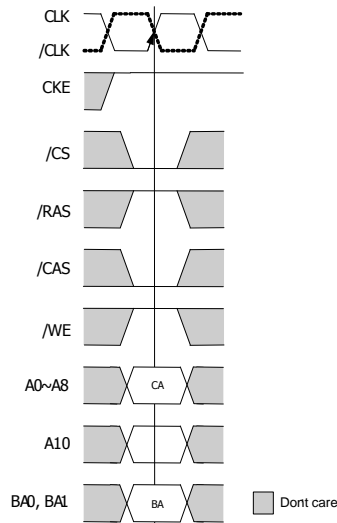 CLK
/CLK
CKE
/CS
/RAS
/CAS
/WE
A0~A8 CA
A10
BA0, BA1 BA
Dont care